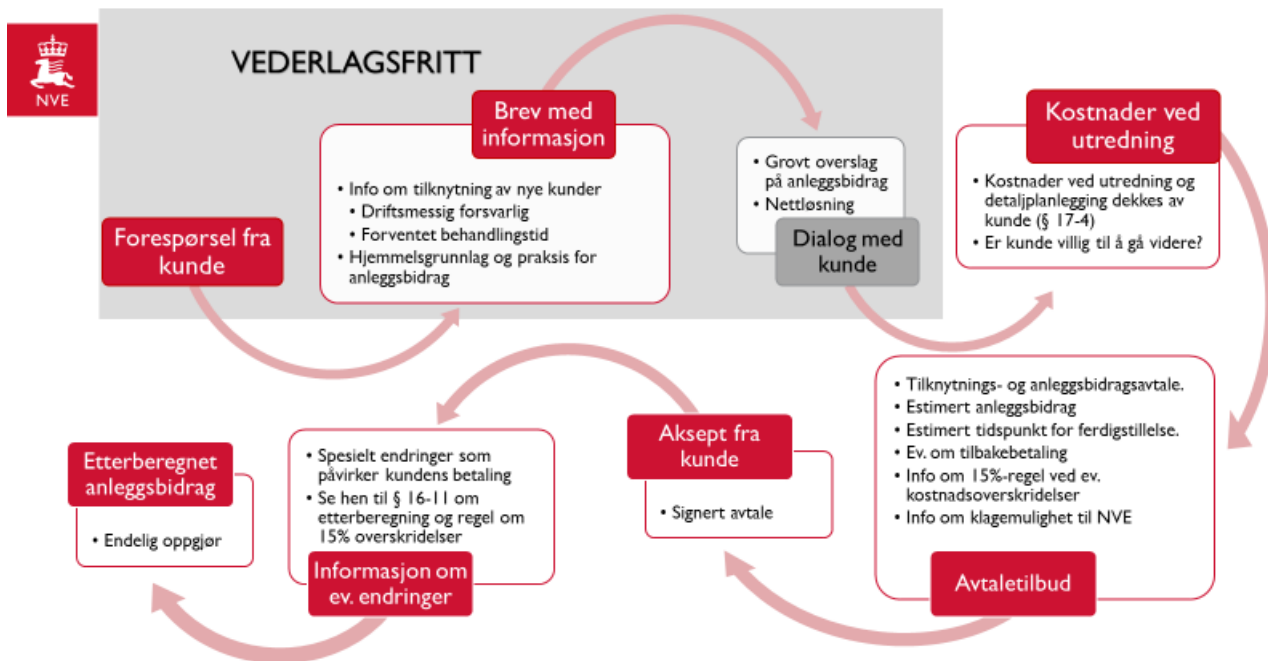 NVE
VEDERLAGSFRITT
Forespørsel fra
kunde
Brev med
informasjon
• Info om tilknytning av nye kunder
• Driftsmessig forsvarlig
• Forventet behandlingstid
• Hjemmelsgrunnlag og praksis for
anleggsbidrag
• Grovt overslag
på anleggsbidrag
• Nettløsning
Dialog med
kunde
Kostnader ved
utredning
• Kostnader ved utredning og
detaljplanlegging dekkes av
kunde (§ 17-4)
• Er kunde villig til å gå videre?
• Tilknytnings- og anleggsbidragsavtale.
• Estimert anleggsbidrag
• Estimert tidspunkt for ferdigstillelse.
• Ev. om tilbakebetaling
• Info om 15%-regel ved ev.
kostnadsoverskridelser
• Info om klagemulighet til NVE
Avtaletilbud
Aksept fra
kunde
• Signert avtale
• Spesielt endringer som
påvirker kundens betaling
• Se hen til § 16-11 om
etterberegning og regel om
15% overskridelser
Informasjon om
ev. endringer
Etterberegnet
anleggsbidrag
• Endelig oppgjør